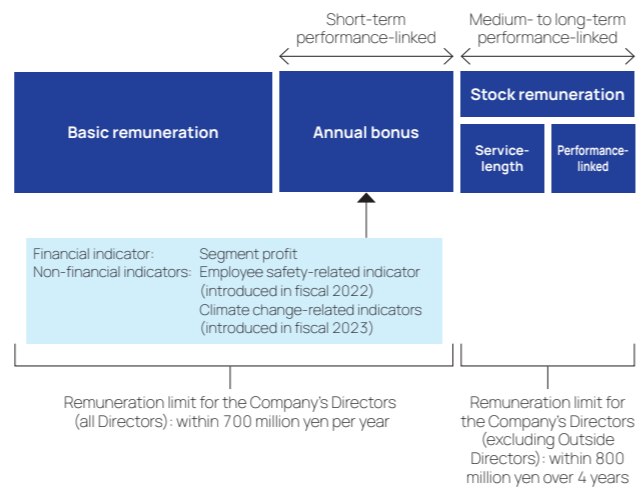 Short-term
performance-linked
Medium- to long-term
performance-linked
Basic remuneration
Annual bonus
Stock remuneration
Service-
length
Performance-
linked
Financial indicator: Segment profit
Non-financial indicators: Employee safety-related indicator
(introduced in fiscal 2022)
Climate change-related indicators
(introduced in fiscal 2023)
Remuneration limit for the Company's Directors
(all Directors): within 700 million yen per year
Remuneration limit for
the Company's Directors
(excluding Outside
Directors): within 800
million yen over 4 years